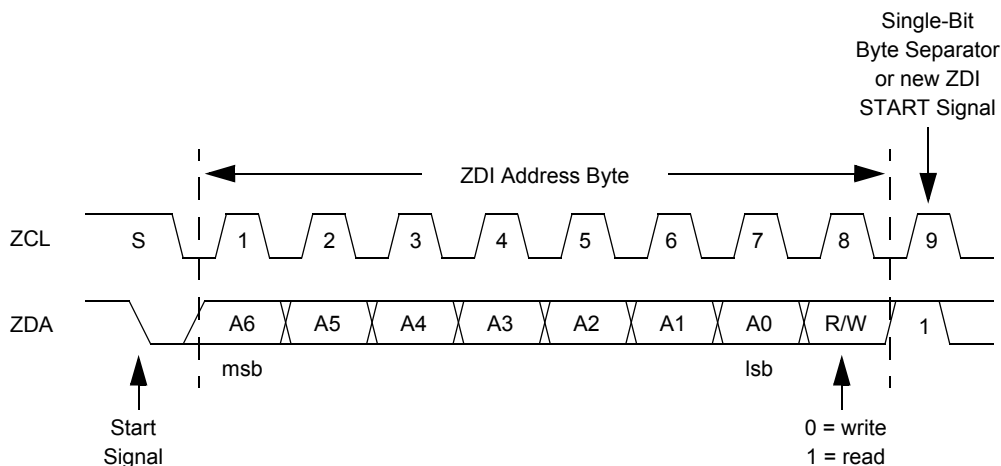 Single-Bit
Byte Separator
or new ZDI
START Signal
ZDI Address Byte
ZCL S 1 2 3 4 5 6 7 8 9
ZDA A6 A5 A4 A3 A2 A1 A0 R/W 1
msb lsb
Start
Signal
0 = write
1 = read